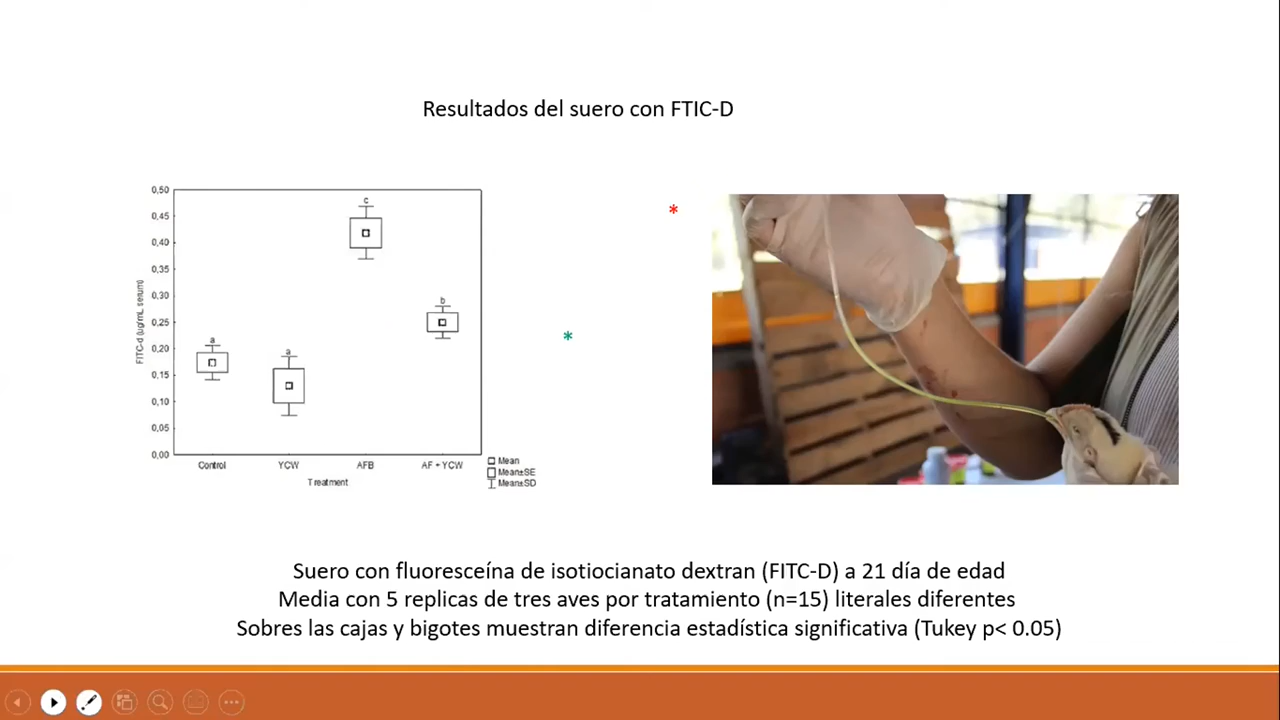 Resultados del suero con FTIC-D
0,50
0,45
0,40
0,35
0,30
0,25
0,20
0,15
0,10
0,05
0,00
FITC-d (ug/mL serum)
a
a
c
b
Control YCW AFB AF + YCW
Treatment
Mean
Mean±SE
Mean±SD
*
*
Suero con fluoresceína de isotiocianato dextran (FITC-D) a 21 día de edad
Media con 5 replicas de tres aves por tratamiento (n=15) literales diferentes
Sobres las cajas y bigotes muestran diferencia estadística significativa (Tukey p< 0.05)